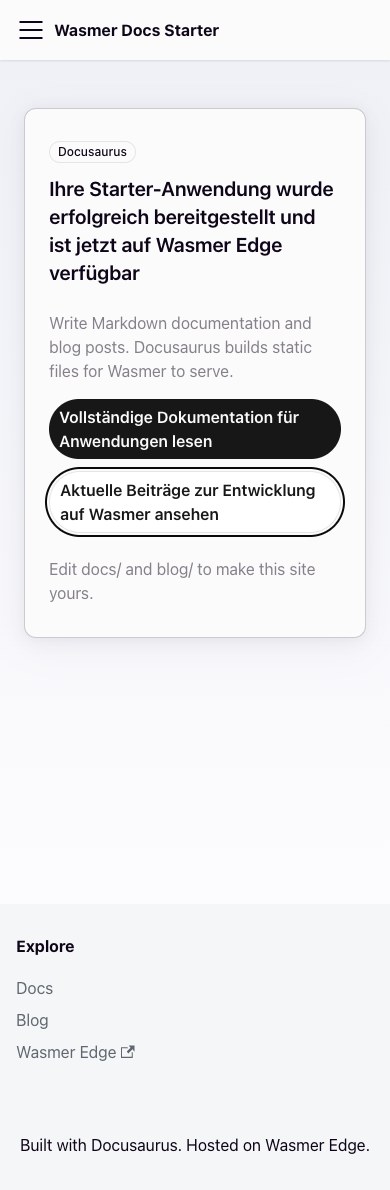 Wasmer Docs Starter
Docusaurus
Ihre Starter-Anwendung wurde
erfolgreich bereitgestellt und
ist jetzt auf Wasmer Edge
verfügbar
Write Markdown documentation and
blog posts. Docusaurus builds static
files for Wasmer to serve.
Vollständige Dokumentation für
Anwendungen lesen
Aktuelle Beiträge zur Entwicklung
auf Wasmer ansehen
Edit docs/ and blog/ to make this site
yours.
Explore
Docs
Blog
Wasmer Edge
Built with Docusaurus. Hosted on Wasmer Edge.